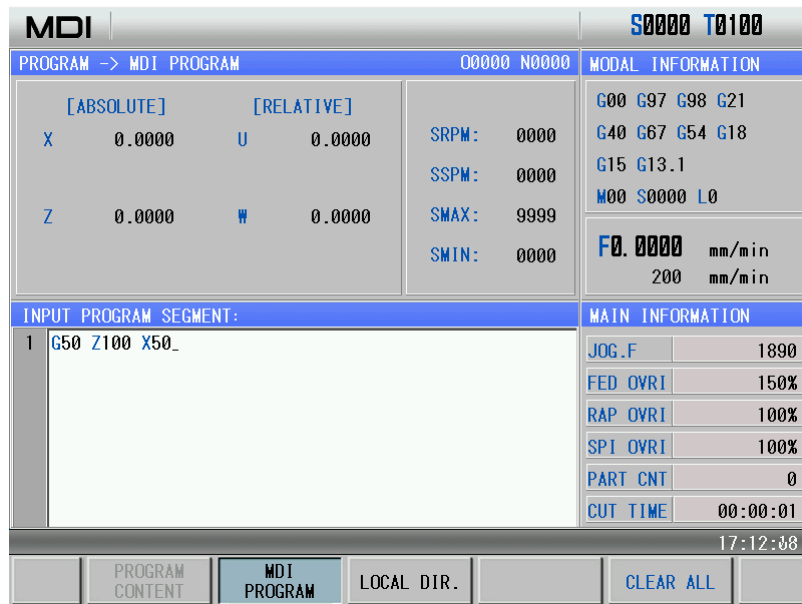 MDI S0000 T0100
PROGRAM -> MDI PROGRAM O0000 N0000 MODAL INFORMATION
[ABSOLUTE] [RELATIVE]
X 0.0000 U 0.0000
Z 0.0000 W 0.0000
SRPM: 0000
SSPM: 0000
SMAX: 9999
SMIN: 0000
G00 G97 G98 G21
G40 G67 G54 G18
G15 G13.1
M00 S0000 L0
F0.0000 mm/min
200 mm/min
INPUT PROGRAM SEGMENT:
1 G50 Z100 X50_
MAIN INFORMATION
JOG.F 1890
FED OVRI 150%
RAP OVRI 100%
SPI OVRI 100%
PART CNT 0
CUT TIME 00:00:01
17:12:08
PROGRAM CONTENT
MDI PROGRAM
LOCAL DIR.
CLEAR ALL